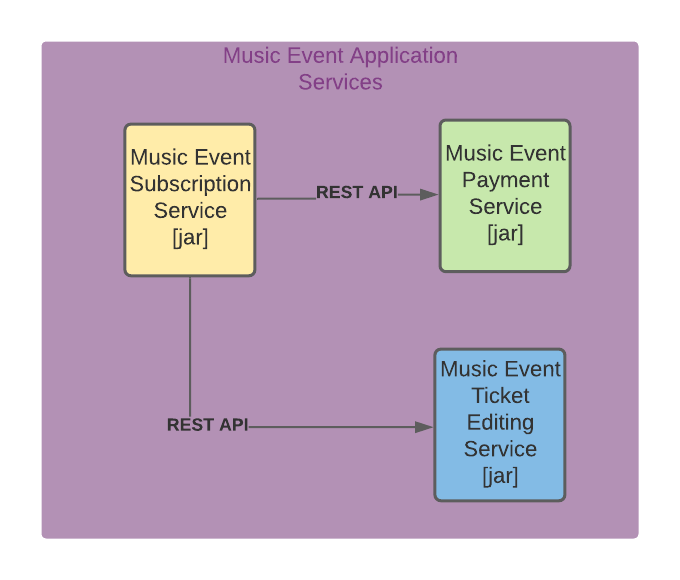 Music Event Application
Services
Music Event
Subscription
Service
[jar]
REST API
Music Event
Payment
Service
[jar]
REST API
Music Event
Ticket
Editing
Service
[jar]